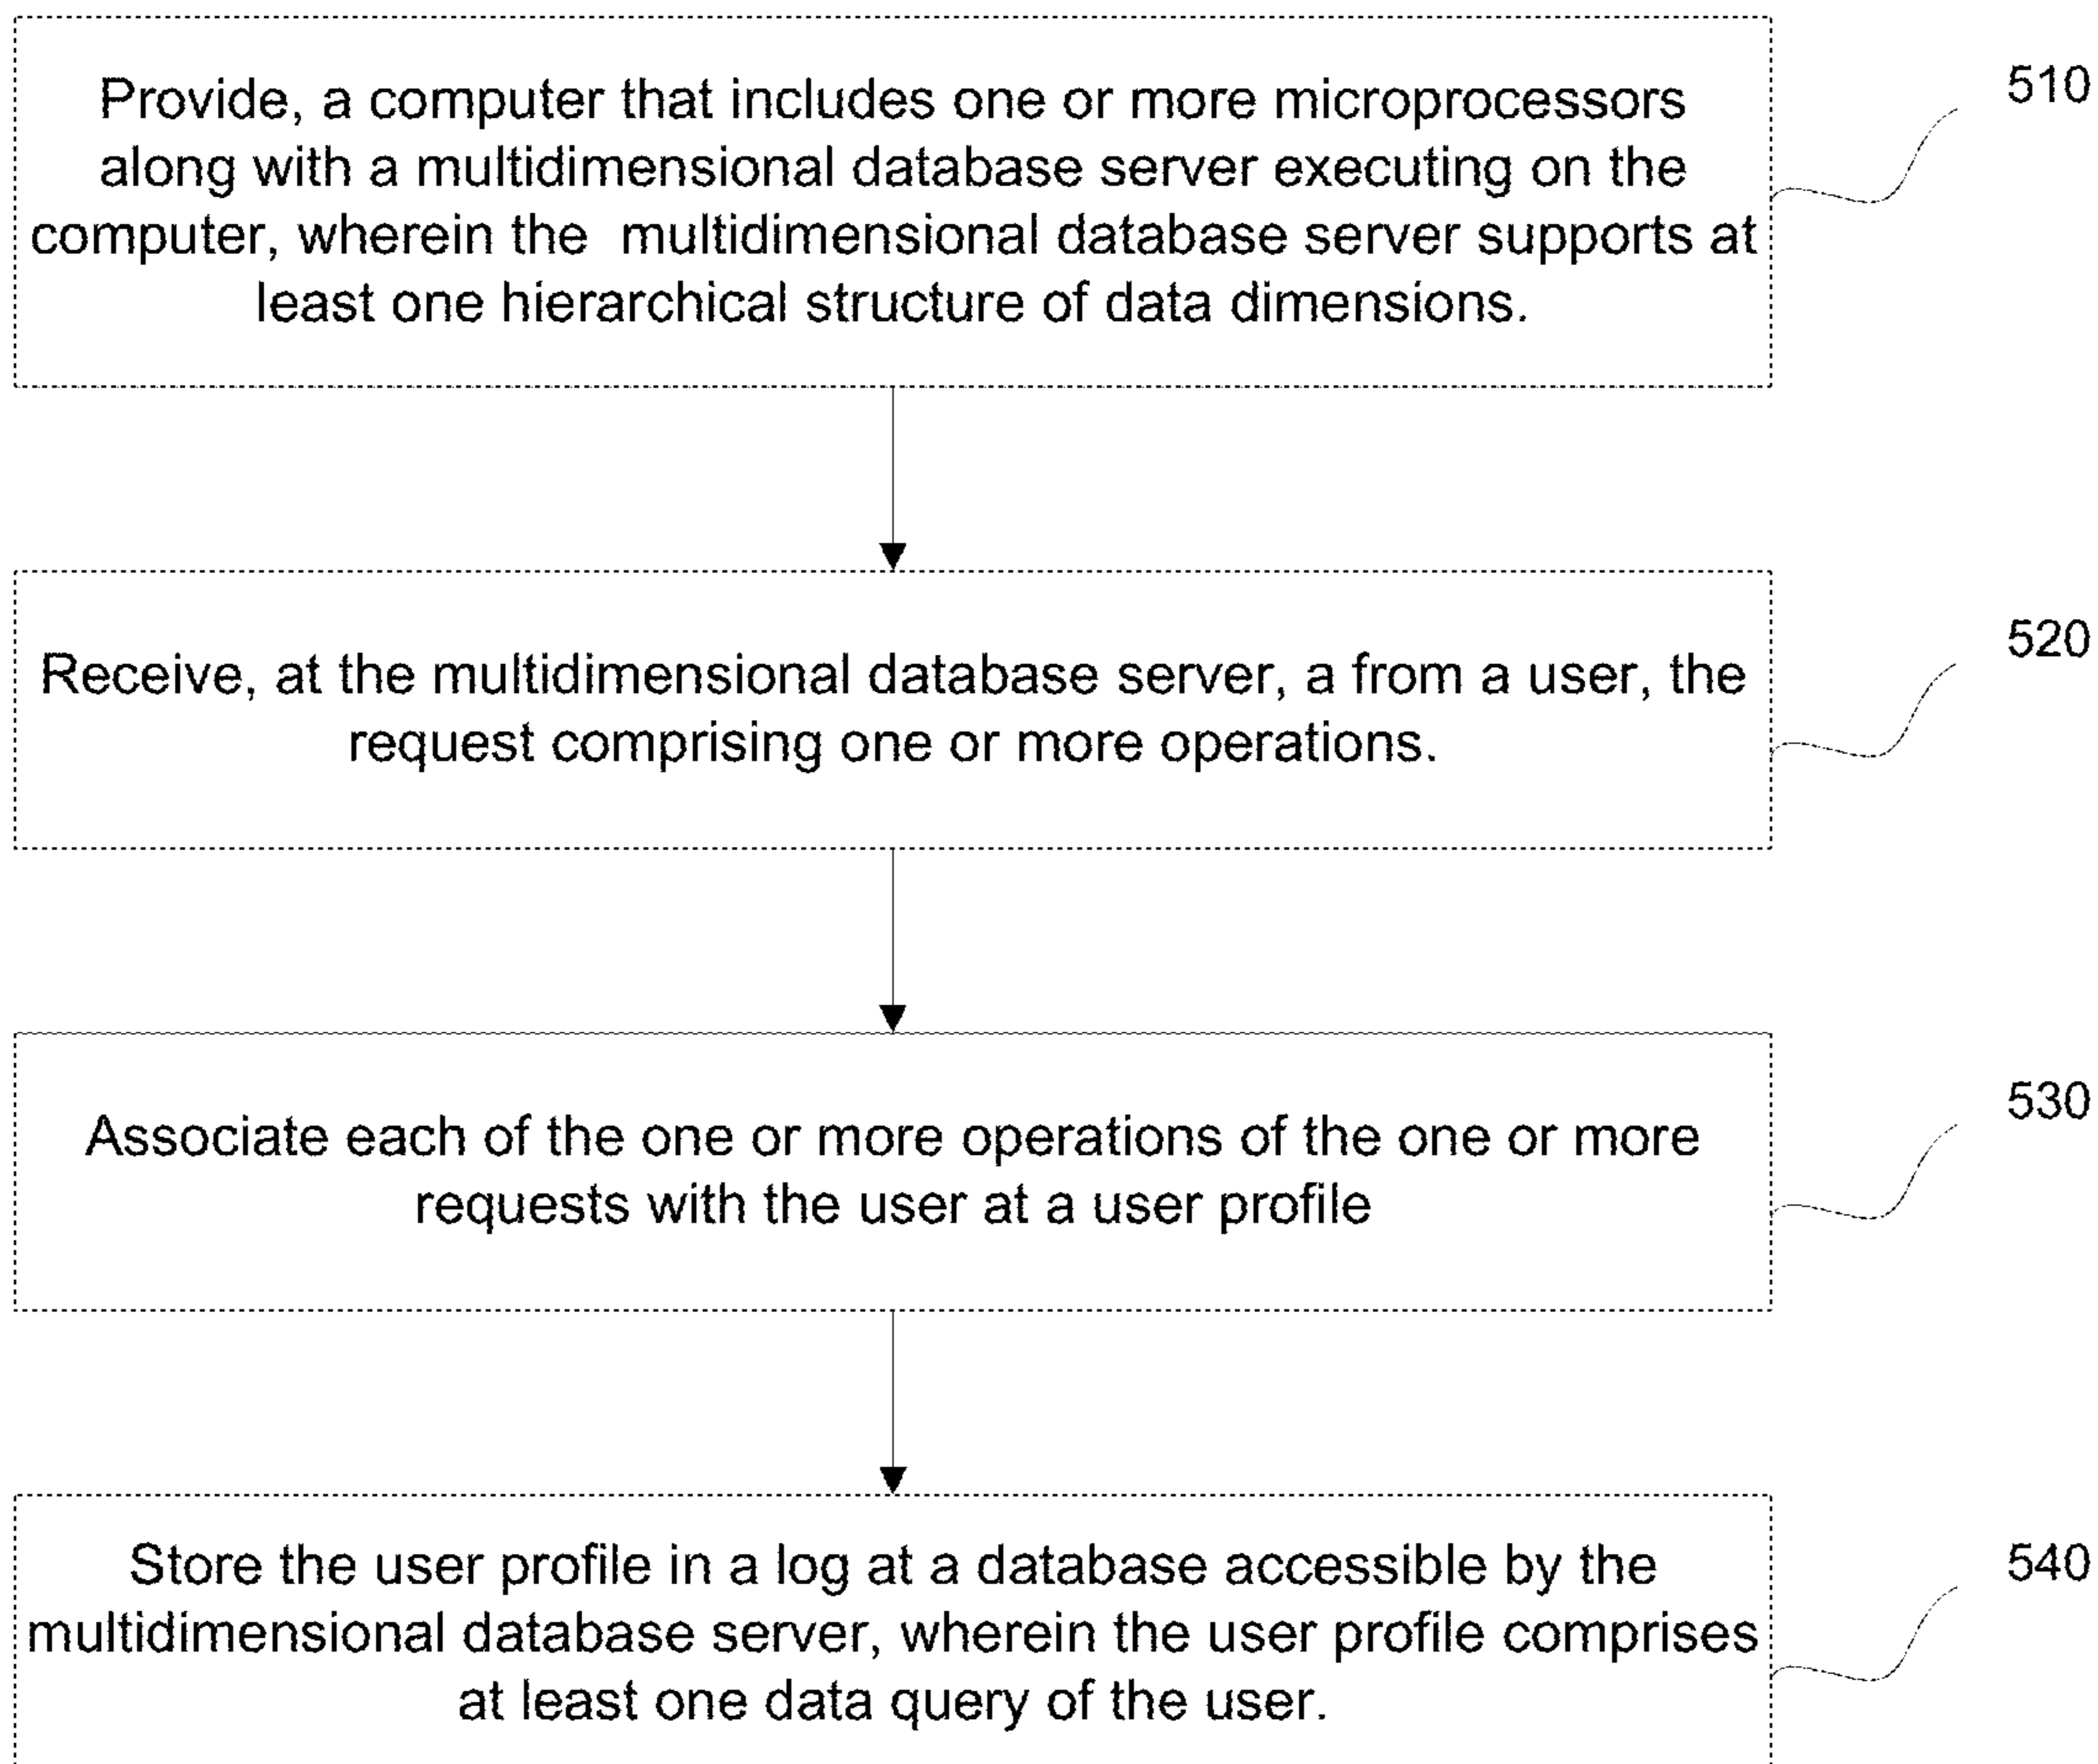 Provide, a computer that includes one or more microprocessors
along with a multidimensional database server executing on the
computer, wherein the multidimensional database server supports at
least one hierarchical structure of data dimensions.
510
Receive, at the multidimensional database server, a from a user, the
request comprising one or more operations.
520
Associate each of the one or more operations of the one or more
requests with the user at a user profile
530
Store the user profile in a log at a database accessible by the
multidimensional database server, wherein the user profile comprises
at least one data query of the user.
540